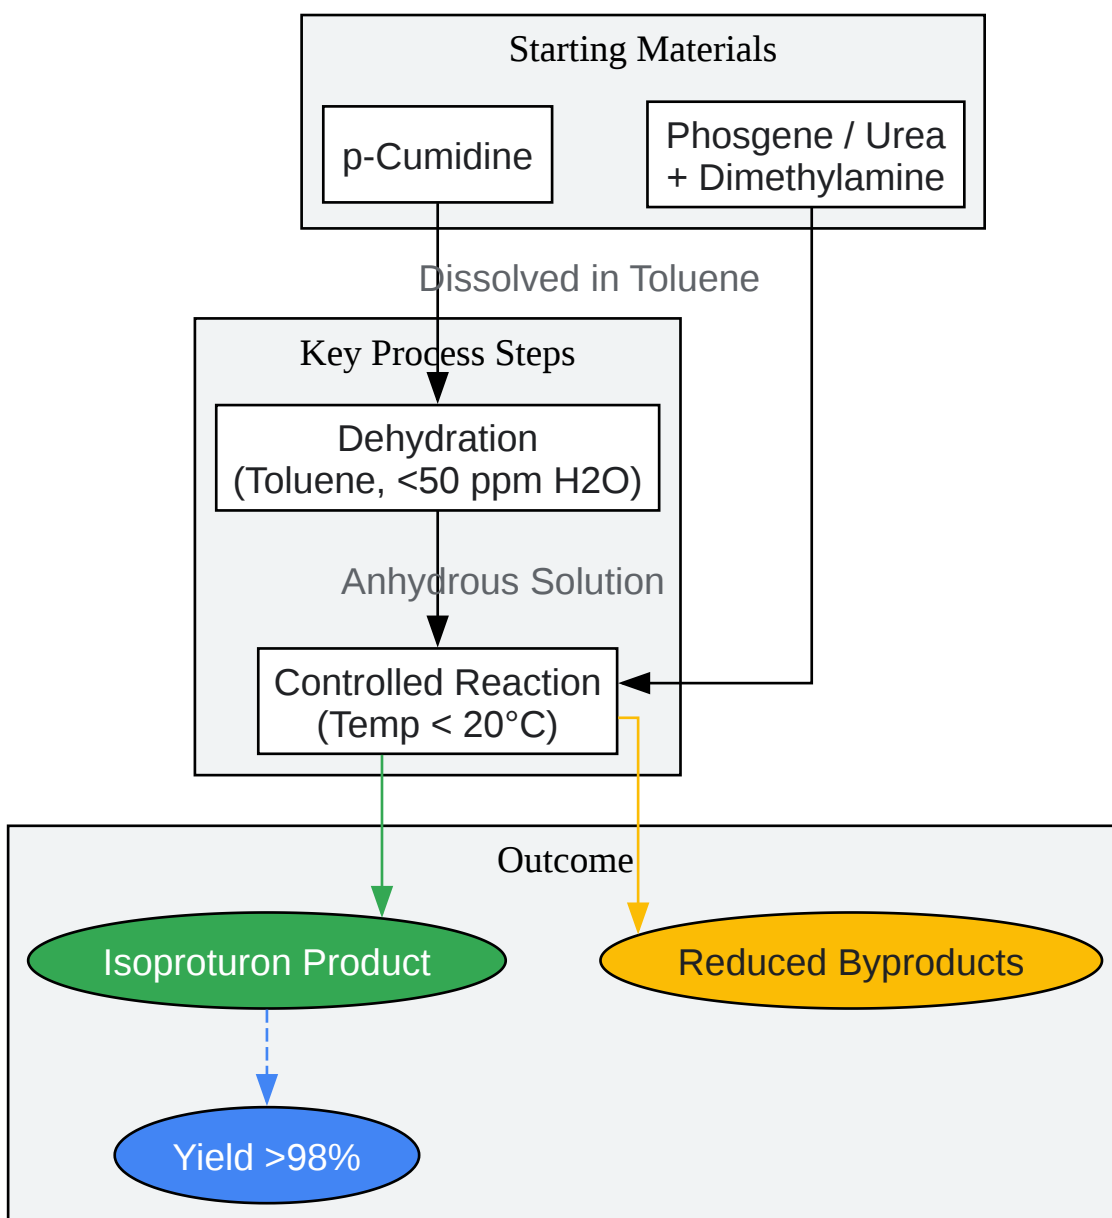 Starting Materials
p-Cumidine
Phosgene / Urea
+ Dimethylamine
Dissolved in Toluene
Key Process Steps
Dehydration
(Toluene, <50 ppm H2O)
Anhydrous Solution
Controlled Reaction
(Temp < 20°C)
Outcome
Isoproturon Product
Reduced Byproducts
Yield >98%